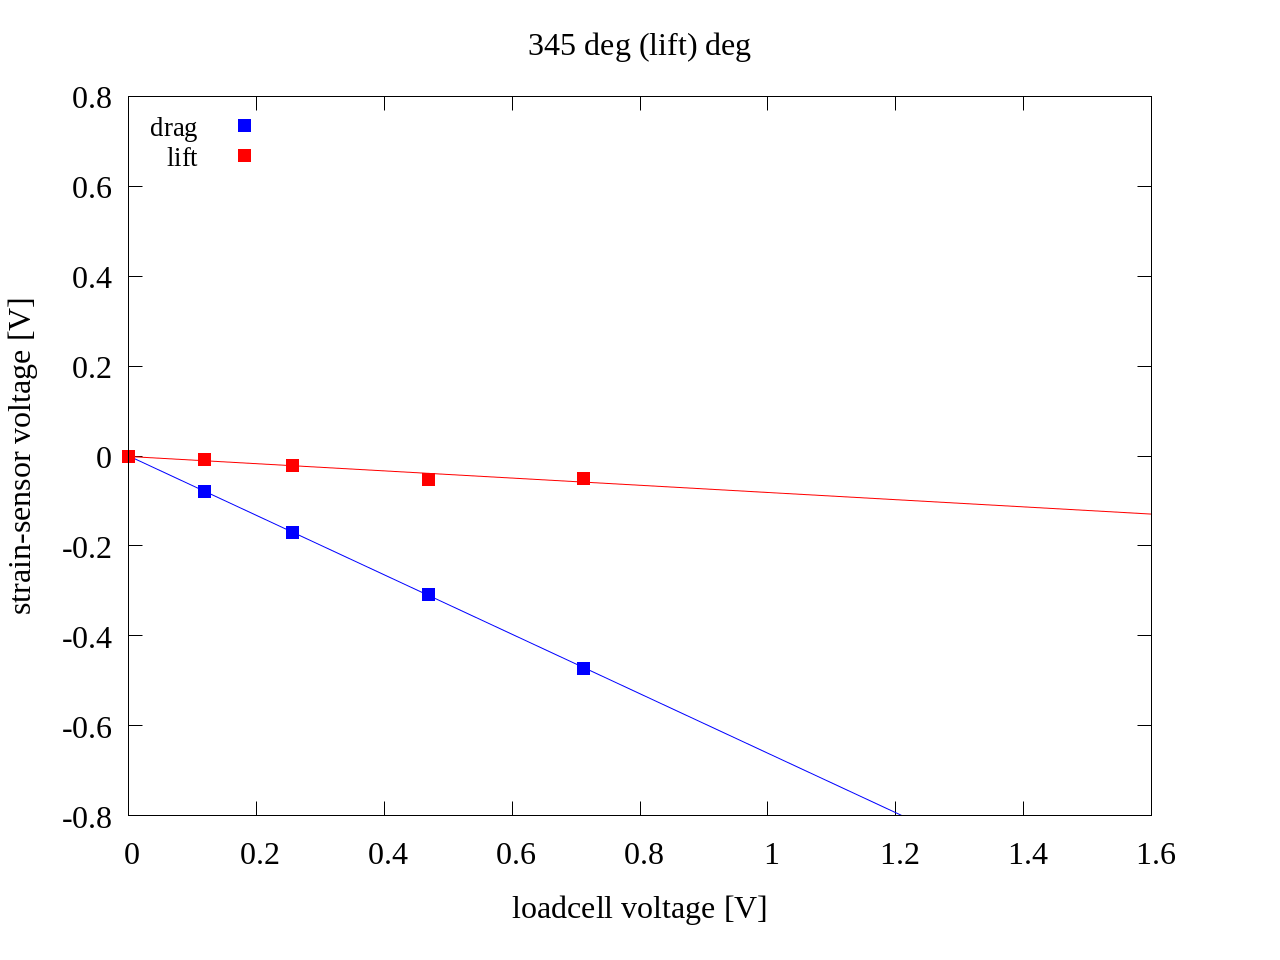 345 deg (lift) deg
drag
lift
0.8
0.6
0.4
0.2
0
-0.2
-0.4
-0.6
-0.8
strain-sensor voltage [V]
0 0.2 0.4 0.6 0.8 1 1.2 1.4 1.6
loadcell voltage [V]